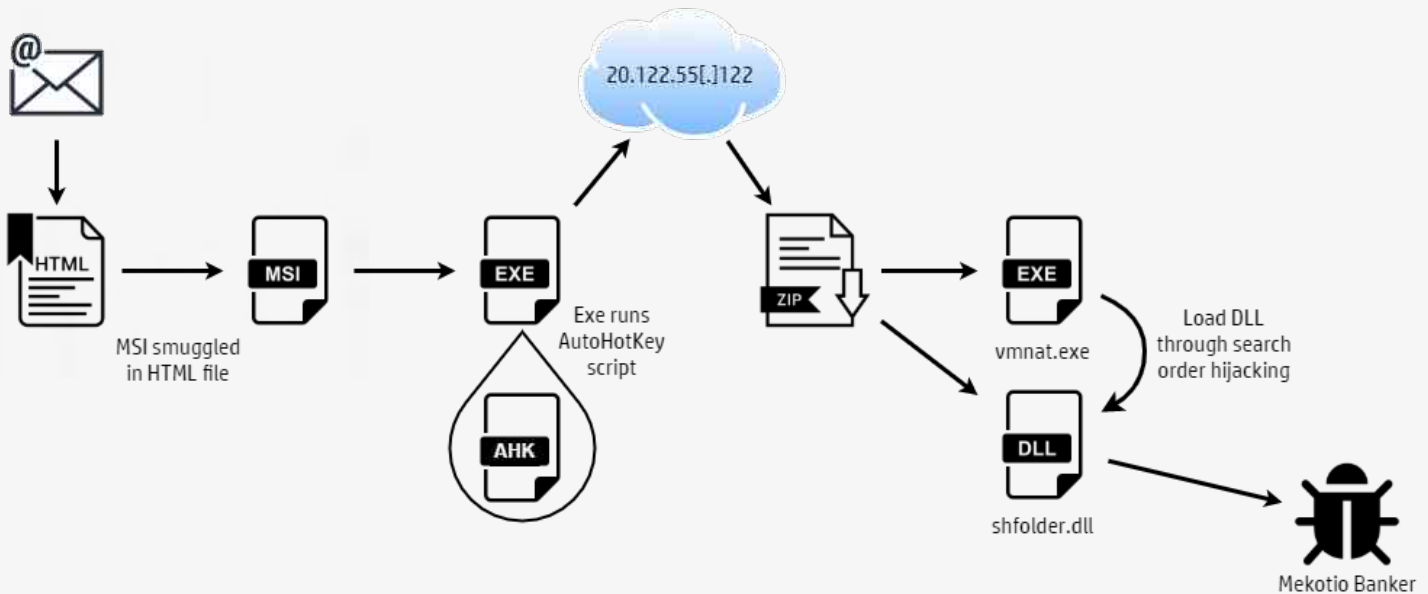 @
20.122.55[.]122
HTML
MSI
EXE
ZIP
EXE
MSI smuggled
in HTML file
Exe runs
AutoHotKey
script
AHK
vmnat.exe
Load DLL
through search
order hijacking
DLL
shfolder.dll
Mekotio Banker